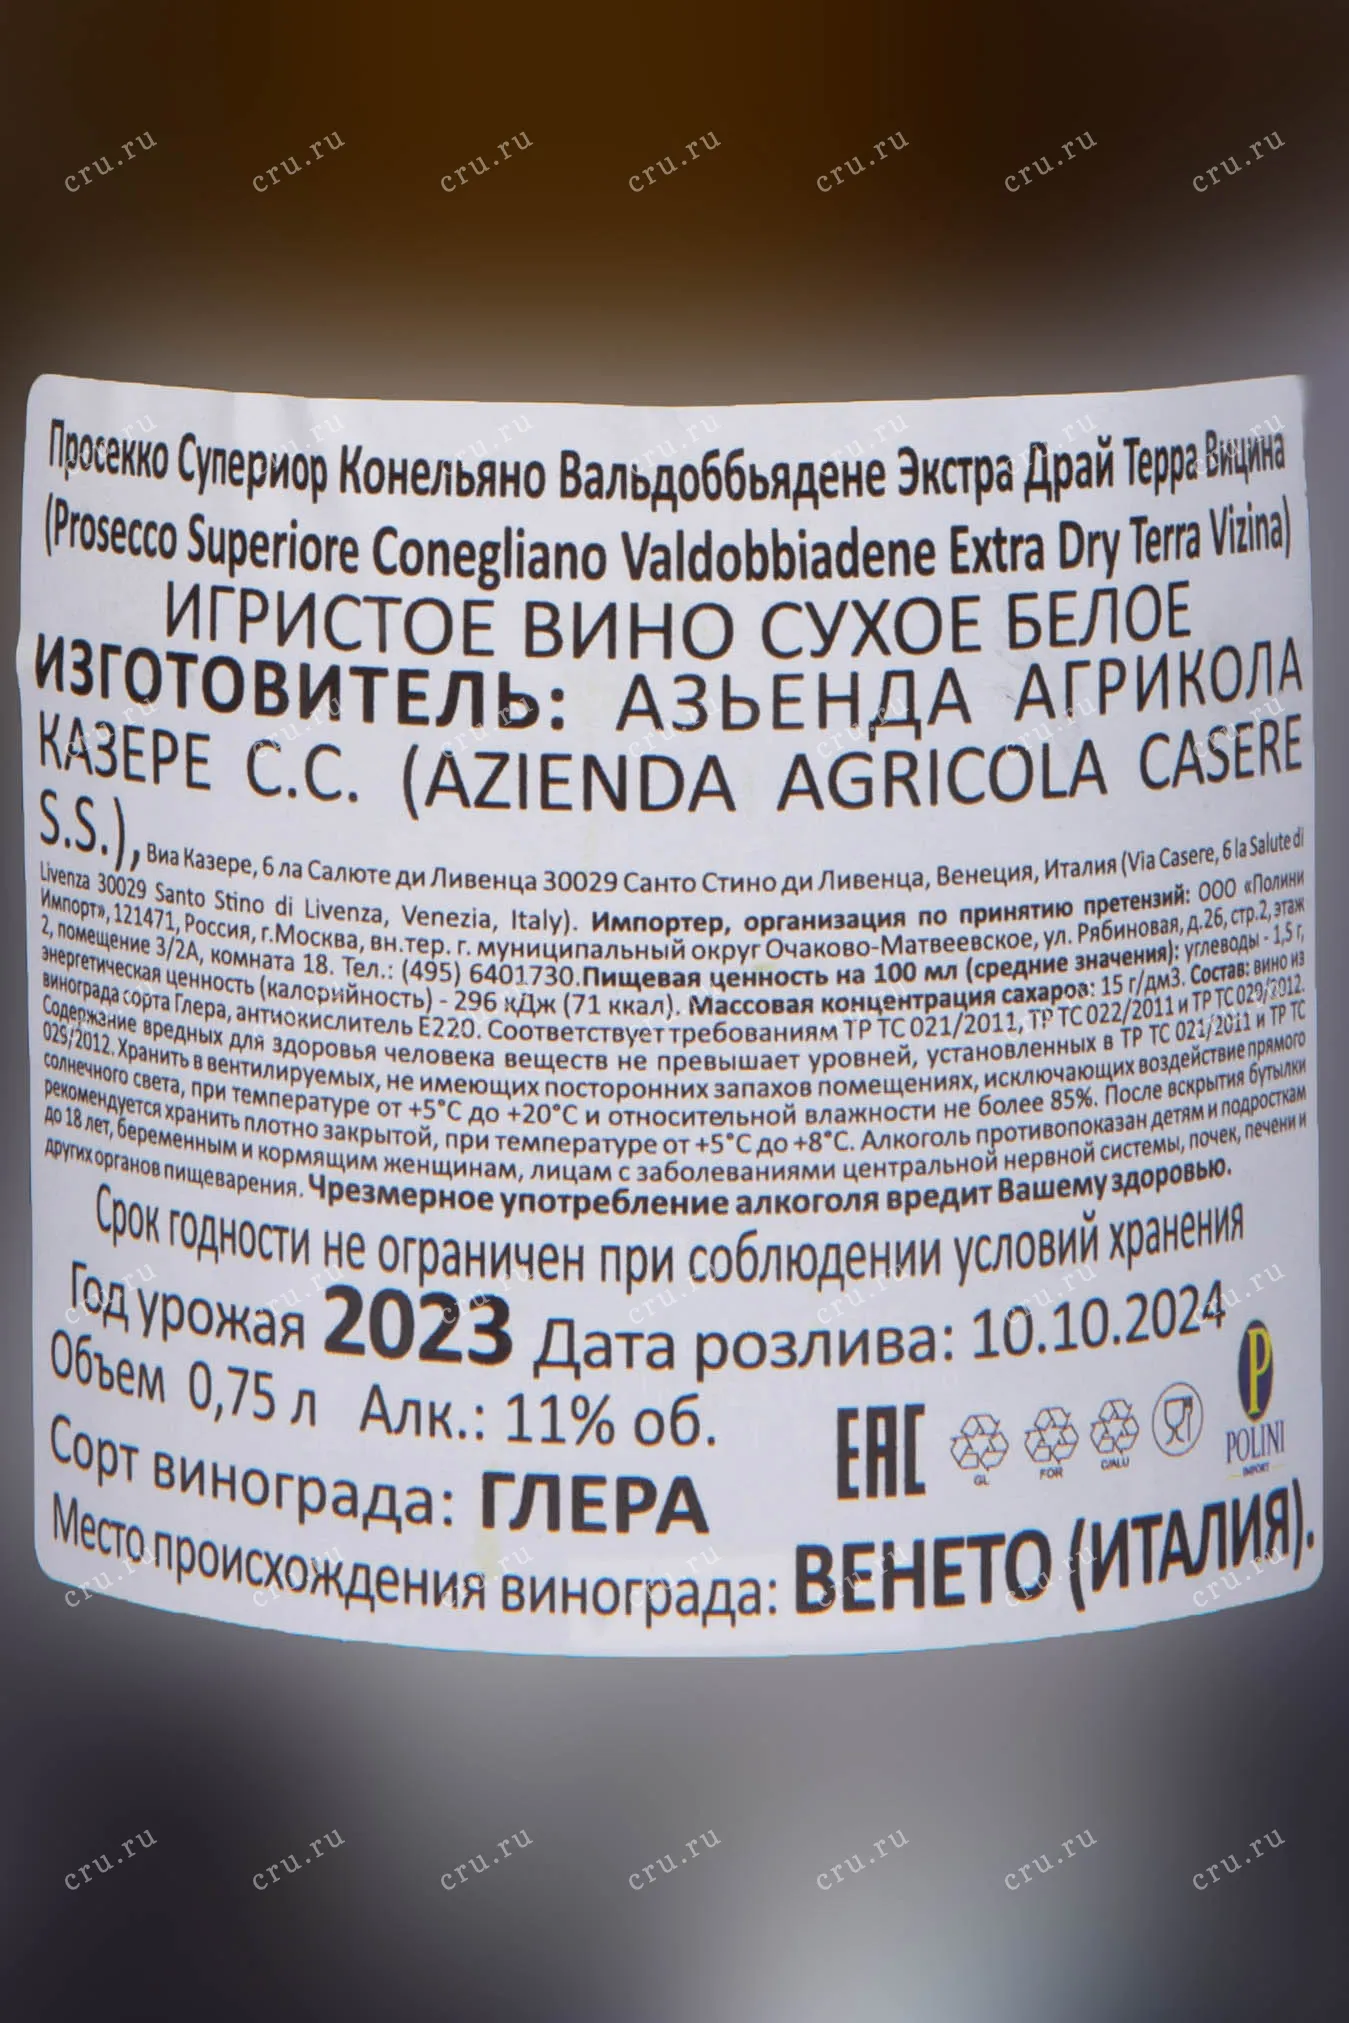 Просекко Супериор Конельяно Вальдоббьядене Экстра Драй Терра Вицина
(Prosecco Superiore Conegliano Valdobbiadene Extra Dry Terra Vizina)
ИГРИСТОЕ ВИНО СУХОЕ БЕЛОЕ
ИЗГОТОВИТЕЛЬ: АЗЬЕНДА АГРИКОЛА
КАЗЕРЕ С.С. (AZIENDA AGRICOLA CASERE
S.S.), Виа Казере, 6 ла Салюте ди Ливенца 30029 Санто Стино ди Ливенца, Венеция, Италия (Via Casere, 6 la Salute di
Livenza 30029 Santo Stino di Livenza, Venezia, Italy). Импортер, организация по принятию претензий: ООО «Полини
Импорт», 121471, Россия, г.Москва, вн.тер. г. муниципальный округ Очаково-Матвеевское, ул. Рябиновая, д.26, стр.2, этаж
2, помещение 3/2А, комната 18. Тел.: (495) 6401730.Пищевая ценность на 100 мл (средние значения): углеводы - 1,5 г,
энергетическая ценность (калорийность) - 296 кДж (71 ккал). Массовая концентрация сахаров: 15 г/дм3. Состав: вино из
винограда сорта Глера, антиокислитель Е220. Соответствует требованиям ТР ТС 021/2011, ТР ТС 022/2011 и ТР ТС 029/2012.
Содержание вредных для здоровья человека веществ не превышает уровней, установленных в ТР ТС 021/2011 и ТР ТС
029/2012. Хранить в вентилируемых, не имеющих посторонних запахов помещениях, исключающих воздействие прямого
солнечного света, при температуре от +5°С до +20°С и относительной влажности не более 85%. После вскрытия бутылки
рекомендуется хранить плотно закрытой, при температуре от +5°С до +8°С. Алкоголь противопоказан детям и подросткам
до 18 лет, беременным и кормящим женщинам, лицам с заболеваниями центральной нервной системы, почек, печени и
других органов пищеварения. Чрезмерное употребление алкоголя вредит Вашему здоровью.
Срок годности не ограничен при соблюдении условий хранения
Год урожая 2023 Дата розлива: 10.10.2024
Объем 0,75 л Алк.: 11% об.
EAC GL FOR C/ALU POLINI IMPORT
Сорт винограда: ГЛЕРА
Место происхождения винограда: ВЕНЕТО (ИТАЛИЯ).
cru.ru